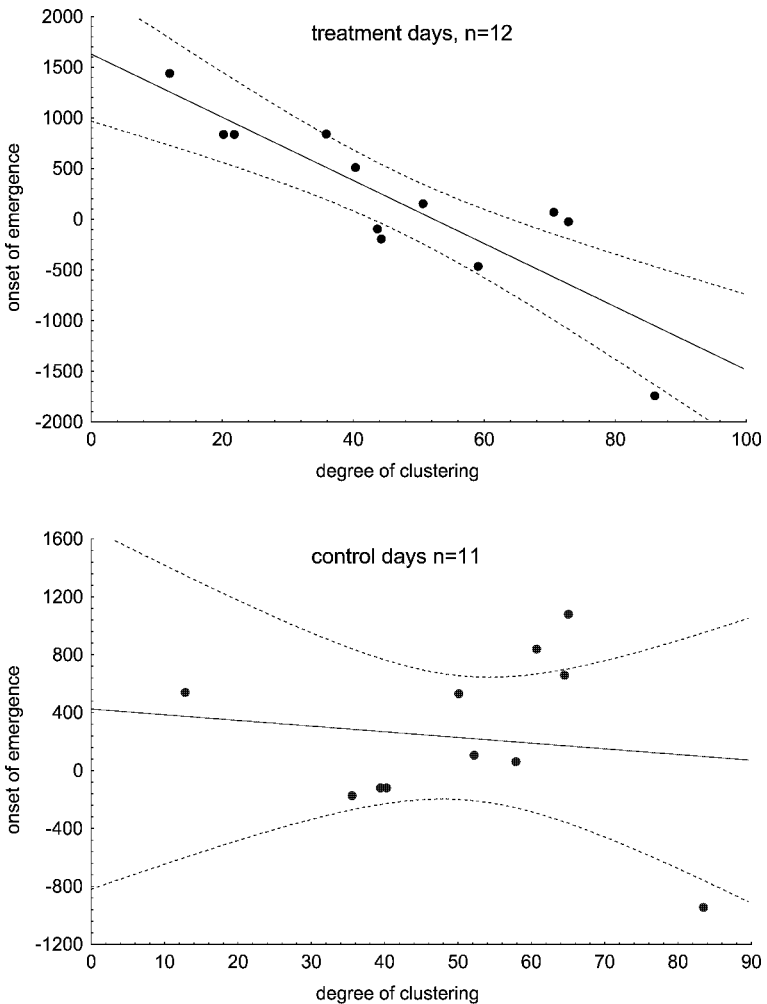 treatment days, n=12
onset of emergence
2000
1500
1000
500
0
-500
-1000
-1500
-2000
0 20 40 60 80 100
degree of clustering
control days n=11
onset of emergence
1600
1200
800
400
0
-400
-800
-1200
0 10 20 30 40 50 60 70 80 90
degree of clustering